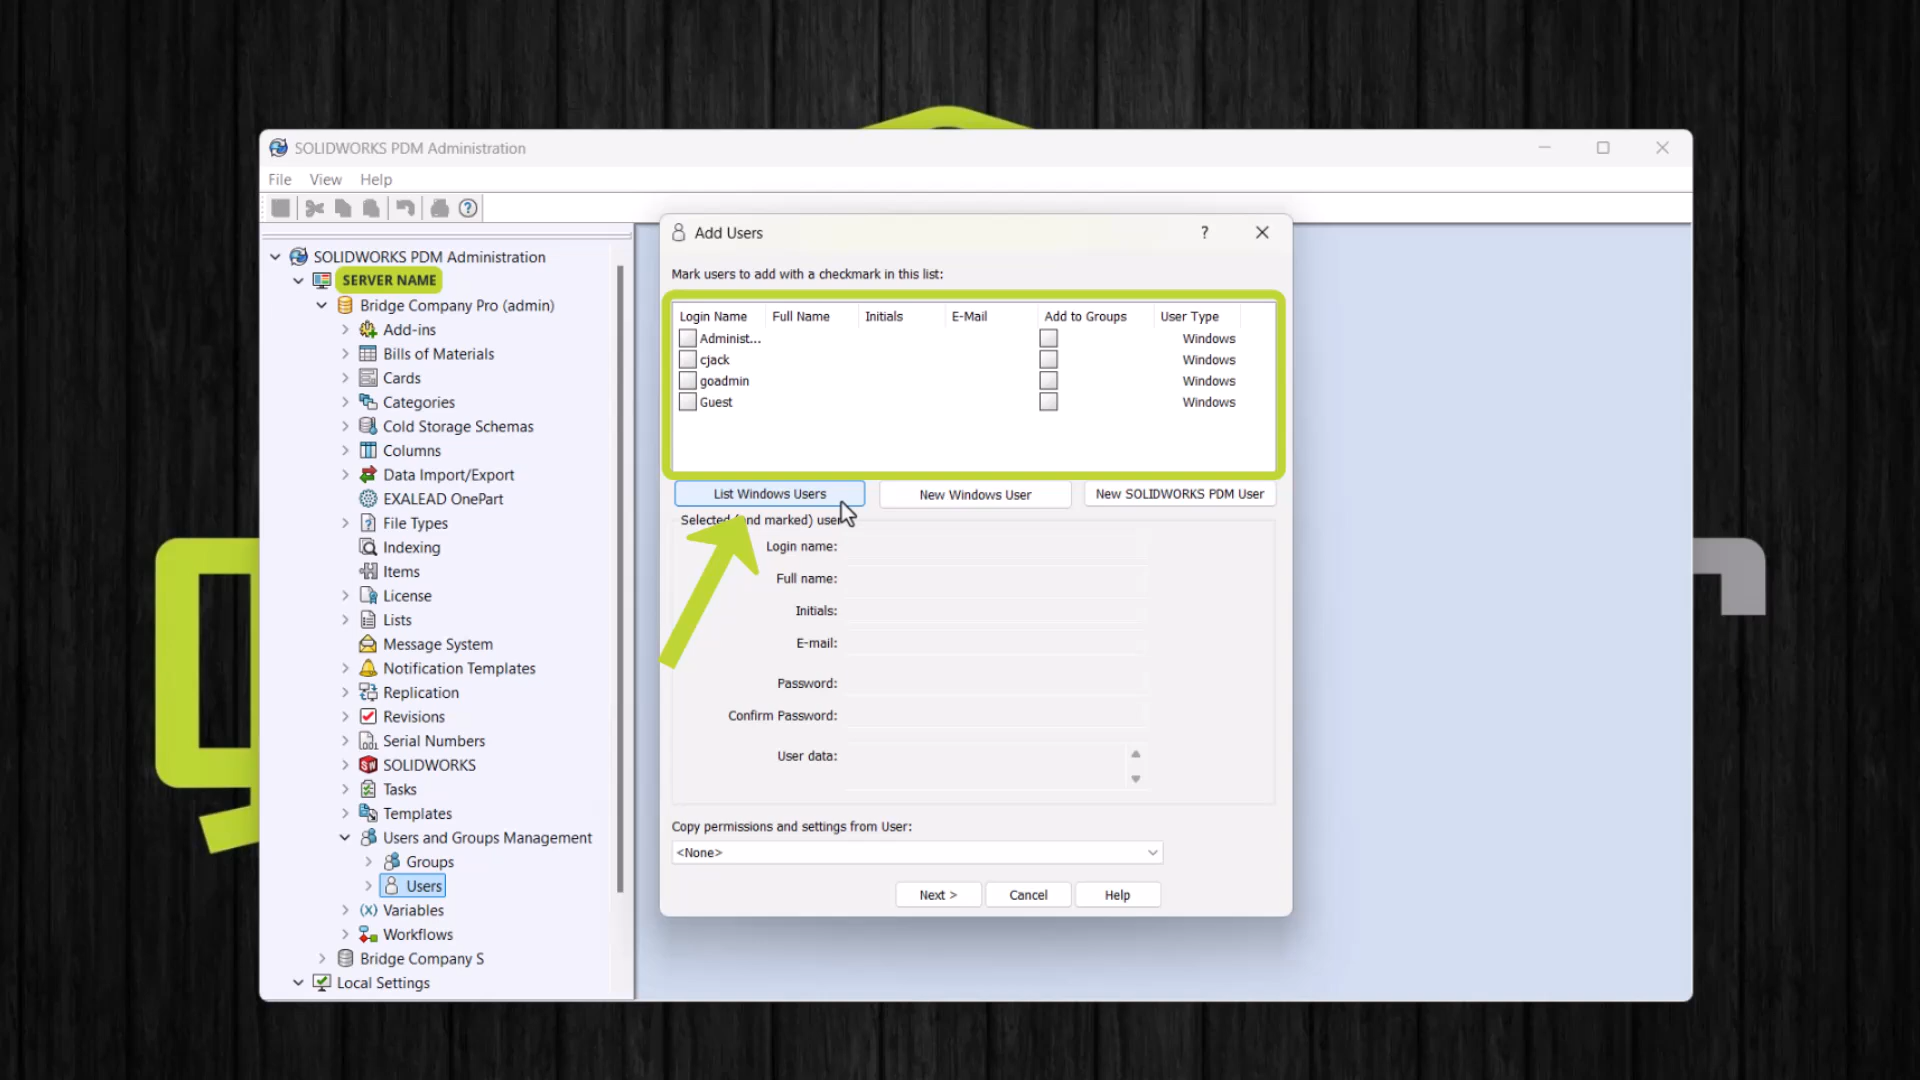 SOLIDWORKS PDM Administration
File View Help
SOLIDWORKS PDM Administration
SERVER NAME
Bridge Company Pro (admin)
Add-ins
Bills of Materials
Cards
Categories
Cold Storage Schemas
Columns
Data Import/Export
EXALEAD OnePart
File Types
Indexing
Items
License
Lists
Message System
Notification Templates
Replication
Revisions
Serial Numbers
SOLIDWORKS
Tasks
Templates
Users and Groups Management
Groups
Users
Variables
Workflows
Bridge Company S
Local Settings
Add Users
Mark users to add with a checkmark in this list:
Login Name Full Name Initials E-Mail Add to Groups User Type
Administ... Windows
cjack Windows
goadmin Windows
Guest Windows
List Windows Users New Windows User New SOLIDWORKS PDM User
Selected nd marked) use
Login name:
Full name:
Initials:
E-mail:
Password:
Confirm Password:
User data:
Copy permissions and settings from User:
<None>
Next > Cancel Help